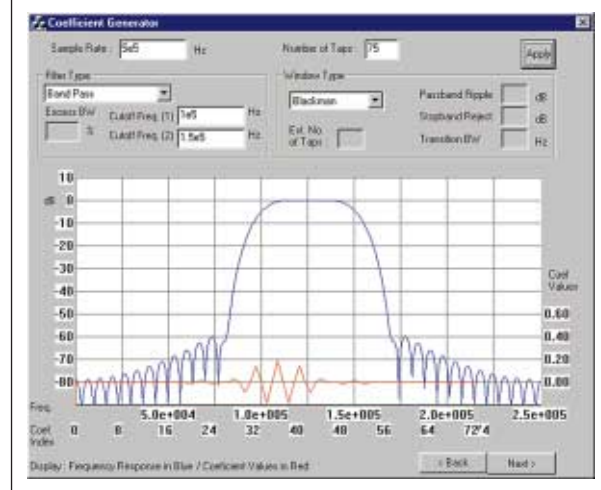 Coefficient Generator
Sample Rate : 5e5 Hz Number of Taps : 75 Apply
Filter Type Window Type
Band Pass Blackman Passband Ripple dB
Excess BW % Cutoff Freq. (1) 1e5 Hz Stopband Reject dB
Cutoff Freq. (2) 1.5e5 Hz Est. No. of Taps : Transition BW Hz
10
dB 0
-10
-20
-30
-40 Coef Values
-50 0.60
-60 0.40
-70 0.20
-80 0.00
Freq. 5.0e+004 1.0e+005 1.5e+005 2.0e+005 2.5e+005
Coef. Index 0 8 16 24 32 40 48 56 64 72'4
Display : Frequency Response in Blue / Coeficient Values in Red
< Back Next >